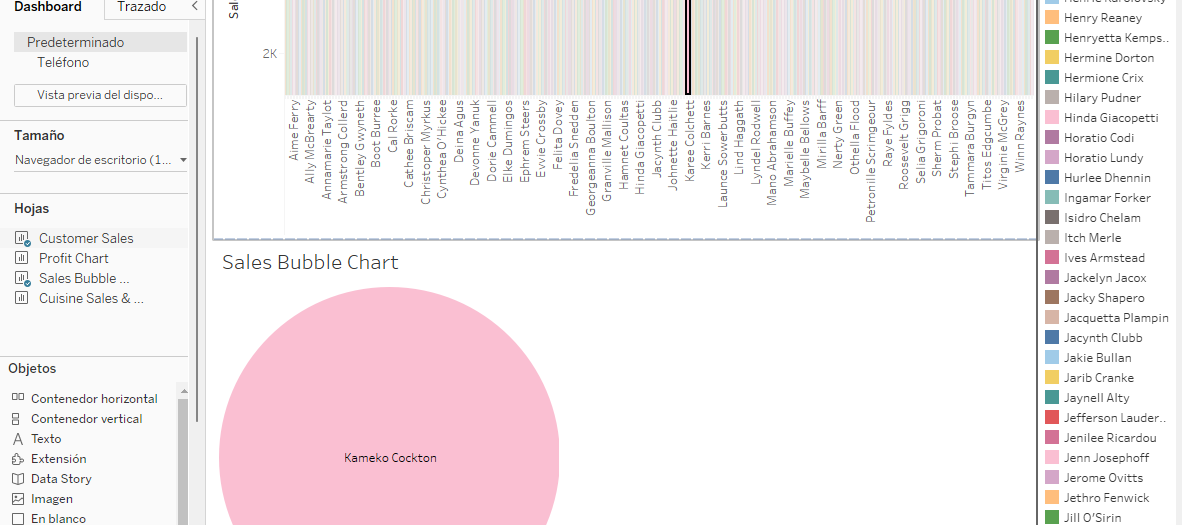 Dashboard
Trazado
Predeterminado
Teléfono
Vista previa del dispo...
Tamaño
Navegador de escritorio (1...
Hojas
Customer Sales
Profit Chart
Sales Bubble ...
Cuisine Sales & ...
Objetos
Contenedor horizontal
Contenedor vertical
Texto
Extensión
Data Story
Imagen
En blanco
2K
Aime Ferry
Ally McBrearty
Annamarie Taylot
Armstrong Collerd
Bentley Gwyneth
Boot Burree
Cal Rorke
Cathee Briscam
Christoper Myrkus
Cynthea O'Hickee
Deina Agus
Devonne Yanuk
Dorie Cammell
Elke Dumingos
Ephrem Steers
Evvie Crossby
Felita Dovey
Fredelia Snedden
Georgeanna Boulton
Granville Mallison
Hamnet Coultas
Hinda Giacopetti
Jacynth Clubb
Johnette Haitlie
Karee Colchett
Kerri Barnes
Launce Sowerbutts
Lind Haggath
Lyndel Rodwell
Mano Abrahamson
Marielle Buffey
Maybelle Bellows
Mirilla Barff
Nerty Green
Othella Flood
Petronille Scrimgeour
Raye Fyldes
Roosevelt Grigg
Selia Grigoroni
Sherm Probat
Stephi Broose
Tammara Burgyn
Titos Edgcumbe
Virginie McGrey
Winn Raynes
Sales Bubble Chart
Kameko Cockton
Henry Reaney
Henryetta Kemps..
Hermine Dorton
Hermione Crix
Hilary Pudner
Hinda Giacopetti
Horatio Codi
Horatio Lundy
Hurlee Dhennin
Ingamar Forker
Isidro Chelam
Itch Merle
Ives Armstead
Jackelyn Jacox
Jacky Shapero
Jacquetta Plampin
Jacynth Clubb
Jakie Bullan
Jarib Cranke
Jaynell Alty
Jefferson Lauder..
Jenilee Ricardou
Jenn Josephoff
Jerome Ovitts
Jethro Fenwick
Jill O'Sirin